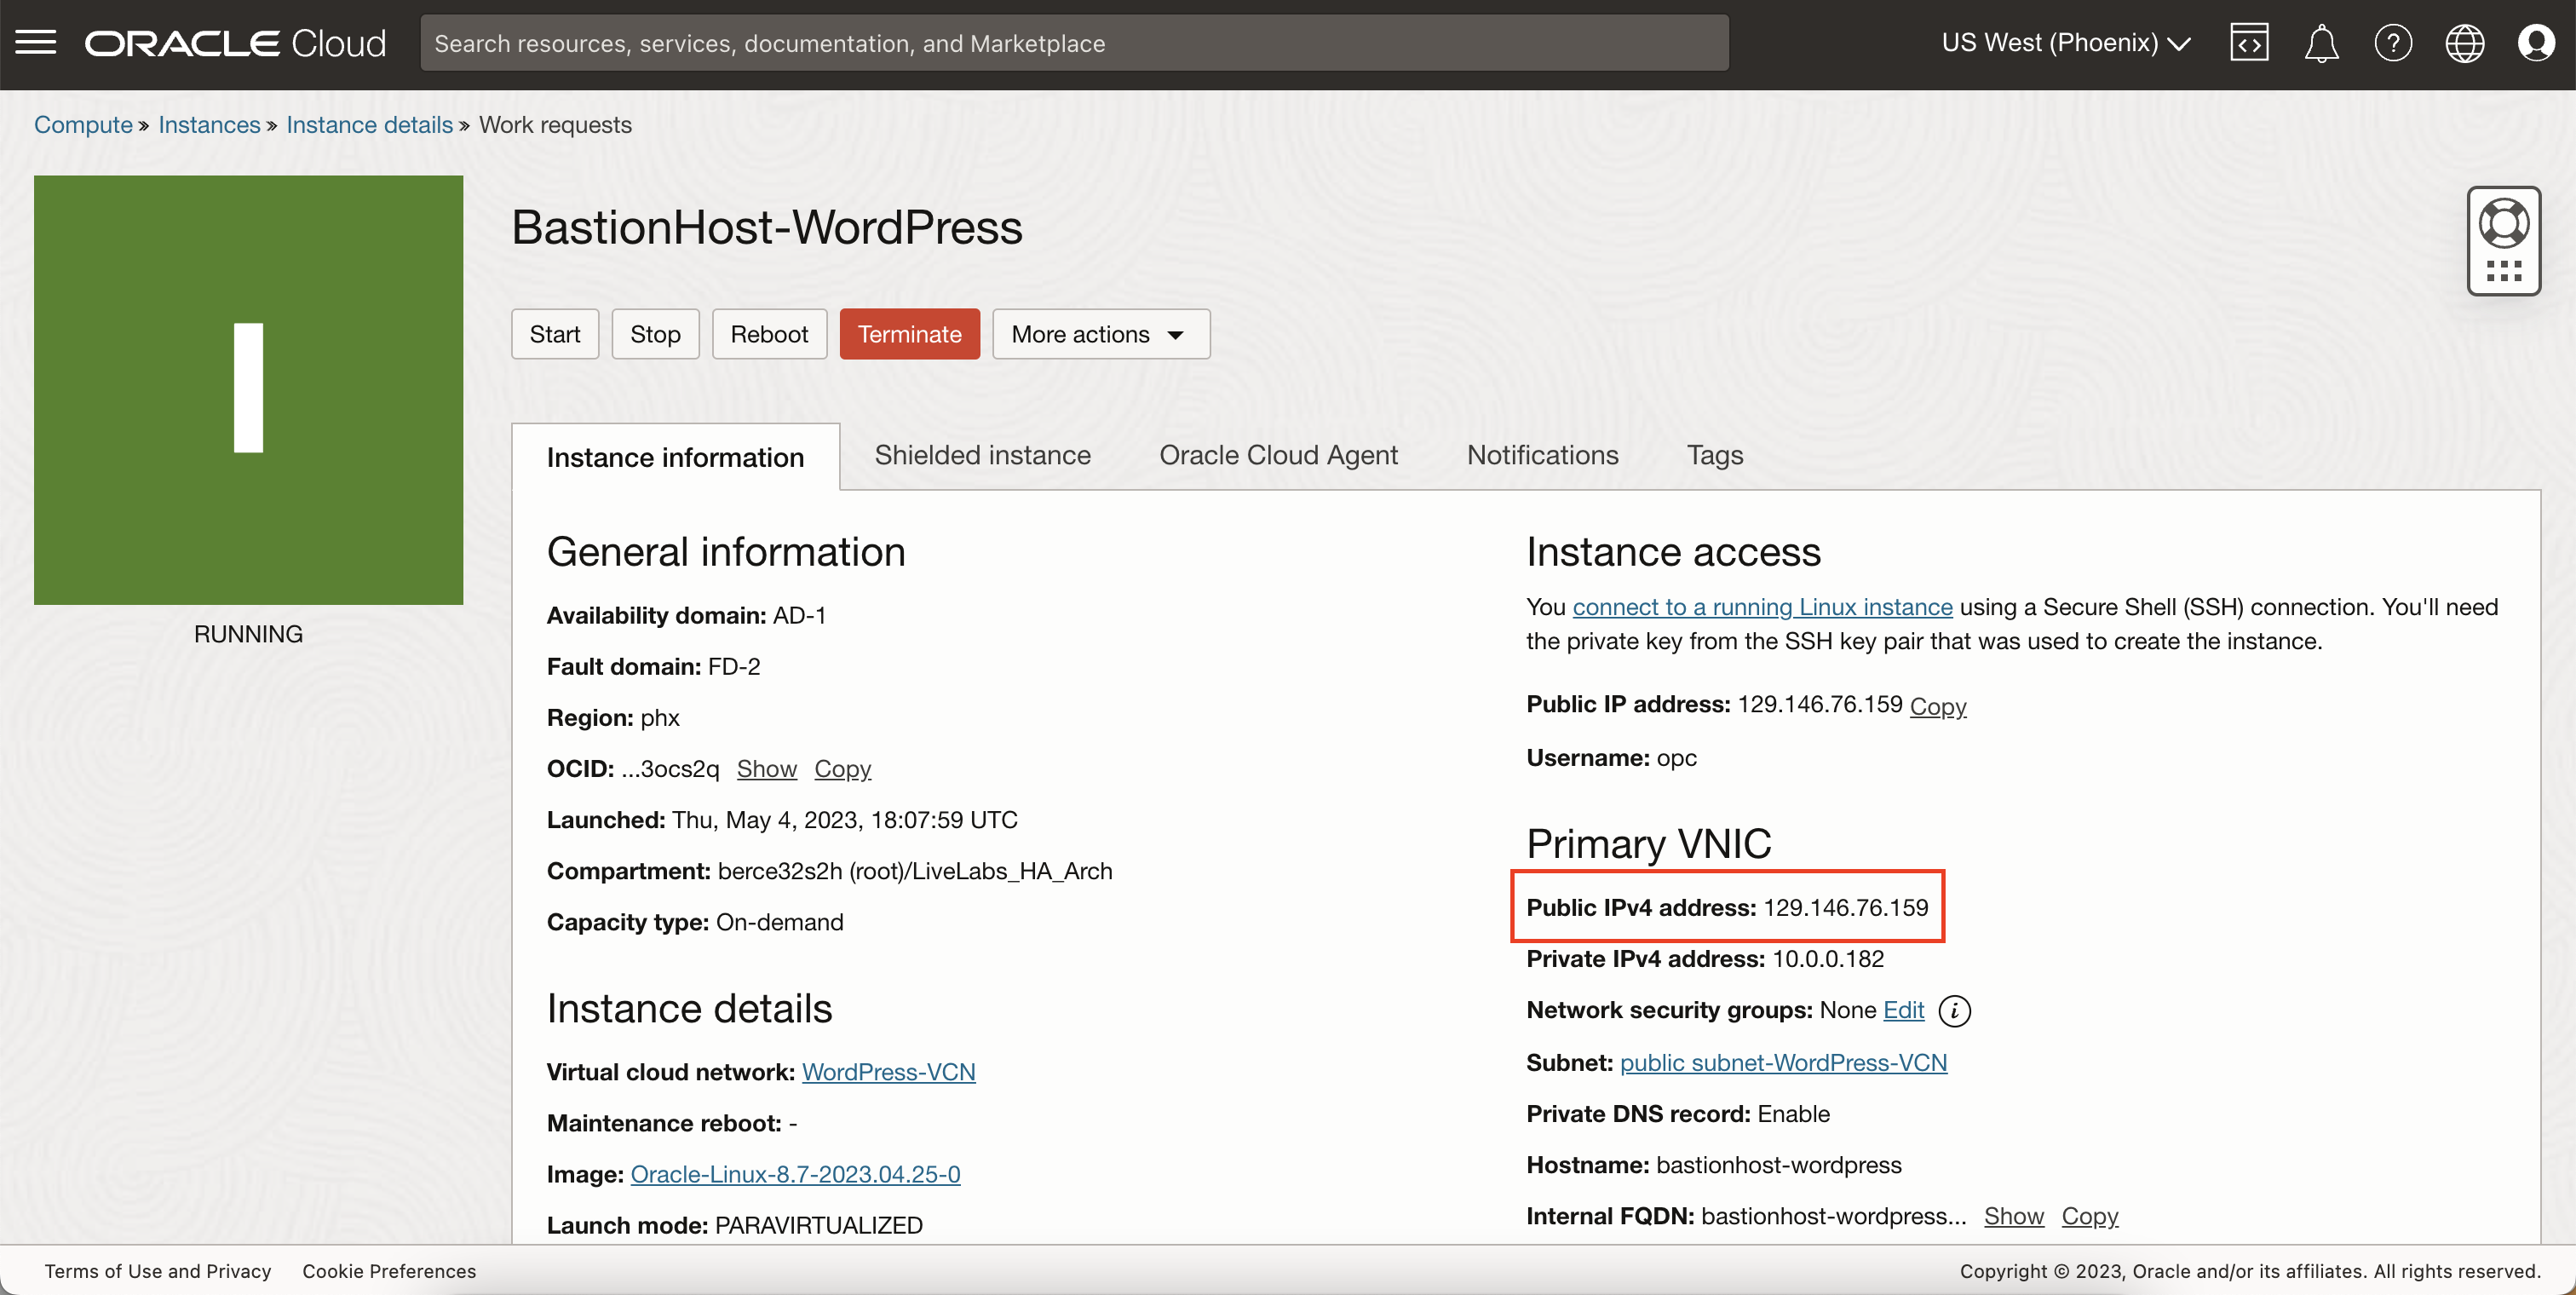 ORACLE Cloud
Search resources, services, documentation, and Marketplace
US West (Phoenix)
Compute » Instances » Instance details » Work requests
I
RUNNING
BastionHost-WordPress
Start Stop Reboot Terminate More actions
Instance information Shielded instance Oracle Cloud Agent Notifications Tags
General information
Availability domain: AD-1
Fault domain: FD-2
Region: phx
OCID: ...3ocs2q Show Copy
Launched: Thu, May 4, 2023, 18:07:59 UTC
Compartment: berce32s2h (root)/LiveLabs_HA_Arch
Capacity type: On-demand
Instance details
Virtual cloud network: WordPress-VCN
Maintenance reboot: -
Image: Oracle-Linux-8.7-2023.04.25-0
Launch mode: PARAVIRTUALIZED
Instance access
You connect to a running Linux instance using a Secure Shell (SSH) connection. You'll need
the private key from the SSH key pair that was used to create the instance.
Public IP address: 129.146.76.159 Copy
Username: opc
Primary VNIC
Public IPv4 address: 129.146.76.159
Private IPv4 address: 10.0.0.182
Network security groups: None Edit i
Subnet: public subnet-WordPress-VCN
Private DNS record: Enable
Hostname: bastionhost-wordpress
Internal FQDN: bastionhost-wordpress... Show Copy
Terms of Use and Privacy Cookie Preferences
Copyright © 2023, Oracle and/or its affiliates. All rights reserved.